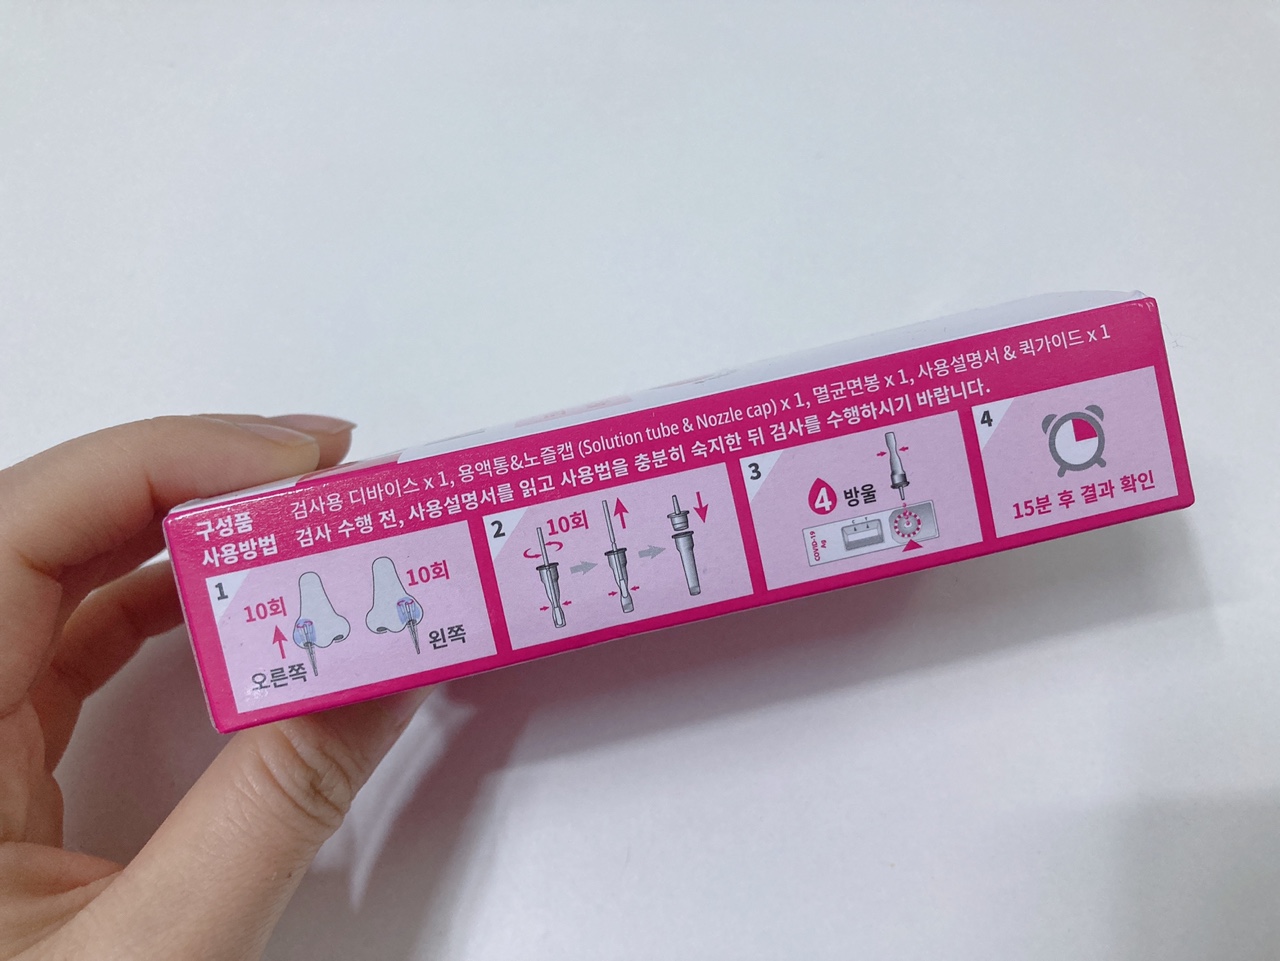 구성품 검사용 디바이스 x 1, 용액통&노즐캡 (Solution tube & Nozzle cap) x 1, 멸균면봉 x 1, 사용설명서 & 퀵가이드 x 1
사용방법 검사 수행 전, 사용설명서를 읽고 사용법을 충분히 숙지한 뒤 검사를 수행하시기 바랍니다.
1
10회
오른쪽
10회
왼쪽
2
10회
3
4 방울
COVID-19
Ag
C T
4
15분 후 결과 확인